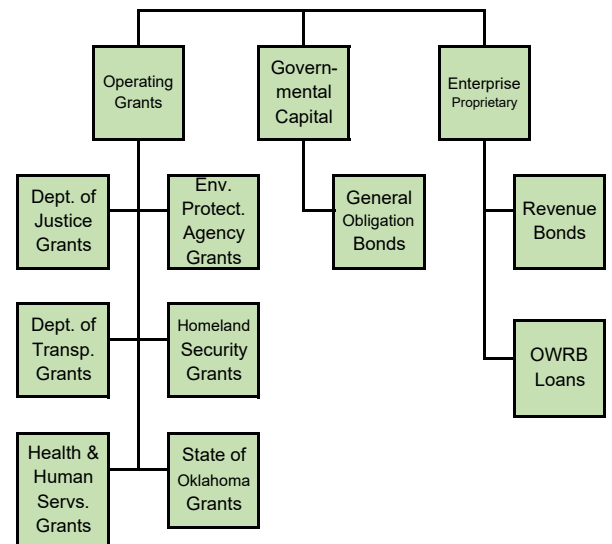 Operating
Grants
Govern-
mental
Capital
Enterprise
Proprietary
Dept. of
Justice
Grants
Env.
Protect.
Agency
Grants
General
Obligation
Bonds
Revenue
Bonds
Dept. of
Transp.
Grants
Homeland
Security
Grants
OWRB
Loans
Health &
Human
Servs.
Grants
State of
Oklahoma
Grants